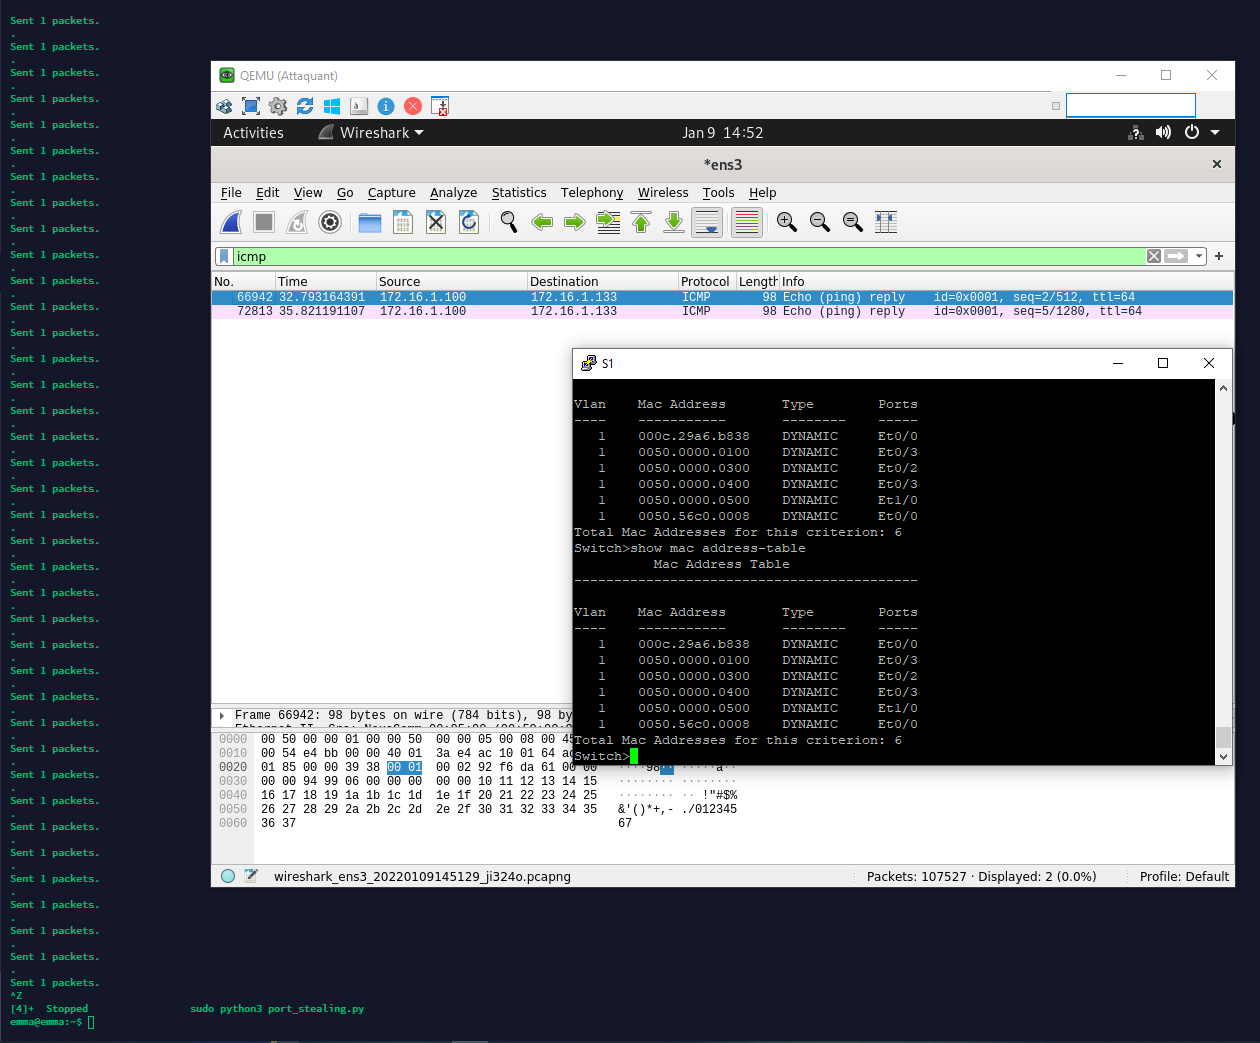 Sent 1 packets.
.
Sent 1 packets.
.
Sent 1 packets.
.
Sent 1 packets.
.
Sent 1 packets.
.
Sent 1 packets.
.
Sent 1 packets.
.
Sent 1 packets.
.
Sent 1 packets.
.
Sent 1 packets.
.
Sent 1 packets.
.
Sent 1 packets.
.
Sent 1 packets.
.
Sent 1 packets.
.
Sent 1 packets.
.
Sent 1 packets.
.
Sent 1 packets.
.
Sent 1 packets.
.
Sent 1 packets.
.
Sent 1 packets.
.
Sent 1 packets.
.
Sent 1 packets.
.
Sent 1 packets.
.
Sent 1 packets.
.
Sent 1 packets.
.
Sent 1 packets.
.
Sent 1 packets.
.
Sent 1 packets.
.
Sent 1 packets.
.
Sent 1 packets.
.
Sent 1 packets.
.
Sent 1 packets.
.
Sent 1 packets.
.
Sent 1 packets.
.
Sent 1 packets.
.
Sent 1 packets.
.
Sent 1 packets.
.
Sent 1 packets.
^Z
[4]+  Stopped                 sudo python3 port_stealing.py
emma@emma:~$
QEMU (Attaquant)
Activities Wireshark Jan 9 14:52
*ens3
File Edit View Go Capture Analyze Statistics Telephony Wireless Tools Help
icmp
No. Time Source Destination Protocol Length Info
66942 32.793164391 172.16.1.100 172.16.1.133 ICMP 98 Echo (ping) reply id=0x0001, seq=2/512, ttl=64
72813 35.821191107 172.16.1.100 172.16.1.133 ICMP 98 Echo (ping) reply id=0x0001, seq=5/1280, ttl=64
S1
Vlan    Mac Address       Type        Ports
----    -----------       --------    -----
1    000c.29a6.b838    DYNAMIC     Et0/0
1    0050.0000.0100    DYNAMIC     Et0/3
1    0050.0000.0300    DYNAMIC     Et0/2
1    0050.0000.0400    DYNAMIC     Et0/3
1    0050.0000.0500    DYNAMIC     Et1/0
1    0050.56c0.0008    DYNAMIC     Et0/0
Total Mac Addresses for this criterion: 6
Switch>show mac address-table
Mac Address Table
-------------------------------------------
Vlan    Mac Address       Type        Ports
----    -----------       --------    -----
1    000c.29a6.b838    DYNAMIC     Et0/0
1    0050.0000.0100    DYNAMIC     Et0/3
1    0050.0000.0300    DYNAMIC     Et0/2
1    0050.0000.0400    DYNAMIC     Et0/3
1    0050.0000.0500    DYNAMIC     Et1/0
1    0050.56c0.0008    DYNAMIC     Et0/0
Total Mac Addresses for this criterion: 6
Switch>
Frame 66942: 98 bytes on wire (784 bits), 98 by
0000 00 50 00 00 01 00 00 50 00 00 05 00 08 00 45
0010 00 54 e4 bb 00 00 40 01 3a e4 ac 10 01 64
0020 01 85 00 00 39 38 00 01 00 02 92 f6 da 61 00 00 ····98·· ·····a··
0030 00 00 94 99 06 00 00 00 00 00 10 11 12 13 14 15 ········ ········
0040 16 17 18 19 1a 1b 1c 1d 1e 1f 20 21 22 23 24 25 ········ ·· !"#$%
0050 26 27 28 29 2a 2b 2c 2d 2e 2f 30 31 32 33 34 35 &'()*+,- ./012345
0060 36 37 67
wireshark_ens3_20220109145129_ji324o.pcapng Packets: 107527 · Displayed: 2 (0.0%) Profile: Default